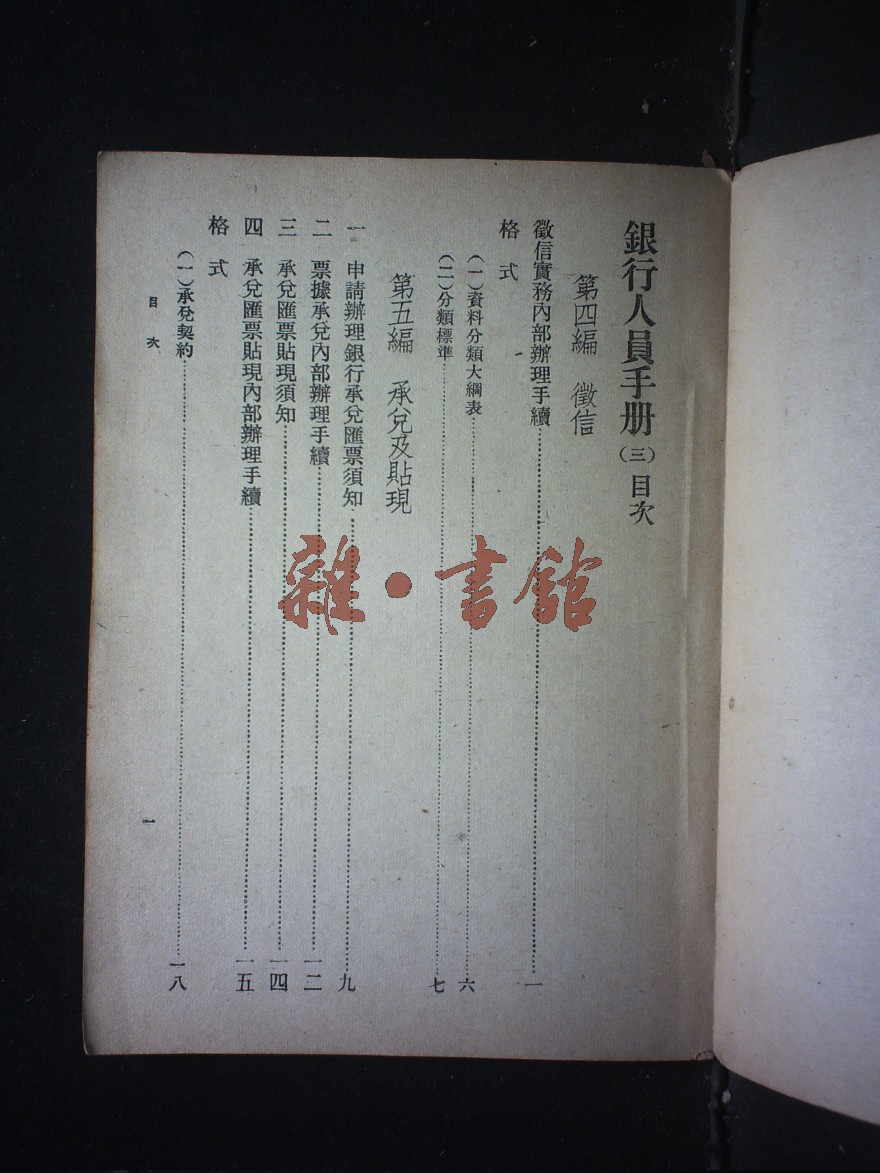 銀行人員手册(三)目次
第四編　徵信
徵信實務內部辦理手續……一
格　式
(一)資料分類大綱表……六
(二)分類標準……七
第五編　承兌及貼現
一　申請辦理銀行承兌匯票須知……九
二　票據承兌內部辦理手續……一二
三　承兌匯票貼現須知……一四
四　承兌匯票貼現內部辦理手續……一五
格　式
(一)承兌契約……一八
目　次
一
雜·書館